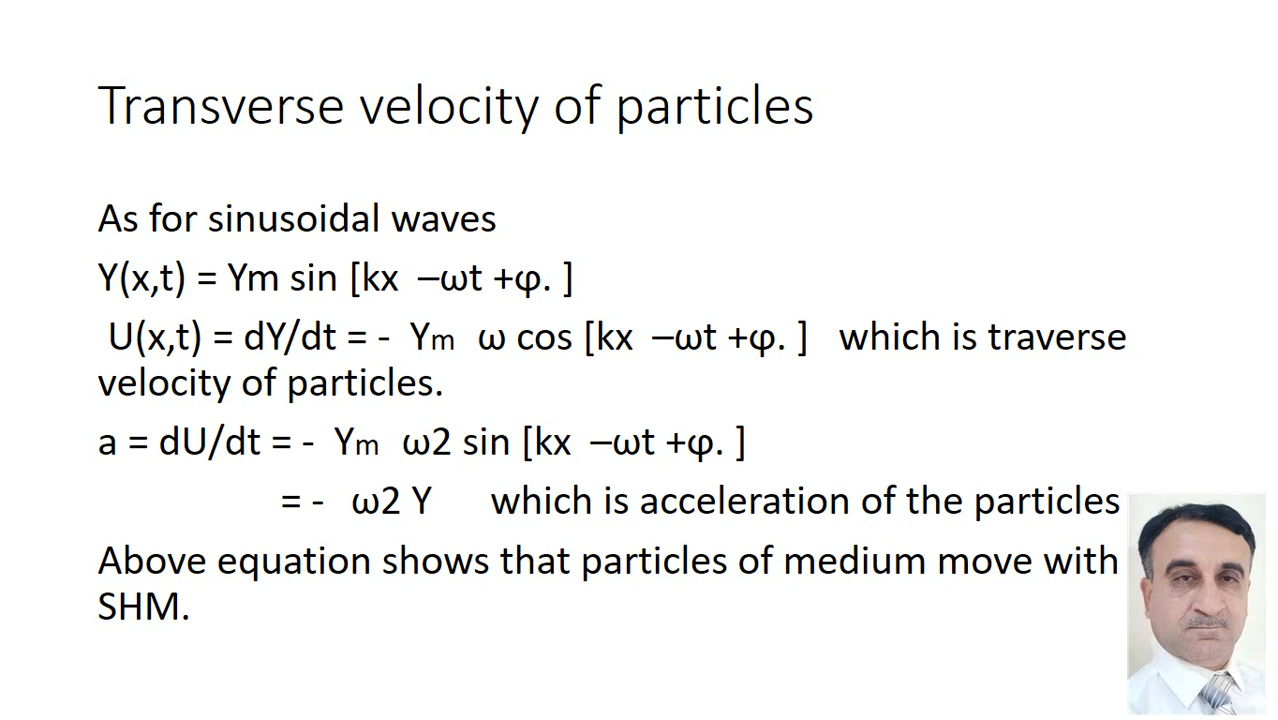 Transverse velocity of particles
As for sinusoidal waves
Y(x,t) = Ym sin [kx –ωt +φ. ]
U(x,t) = dY/dt = - Ym ω cos [kx –ωt +φ. ] which is traverse
velocity of particles.
a = dU/dt = - Ym ω2 sin [kx –ωt +φ. ]
= - ω2 Y which is acceleration of the particles
Above equation shows that particles of medium move with
SHM.